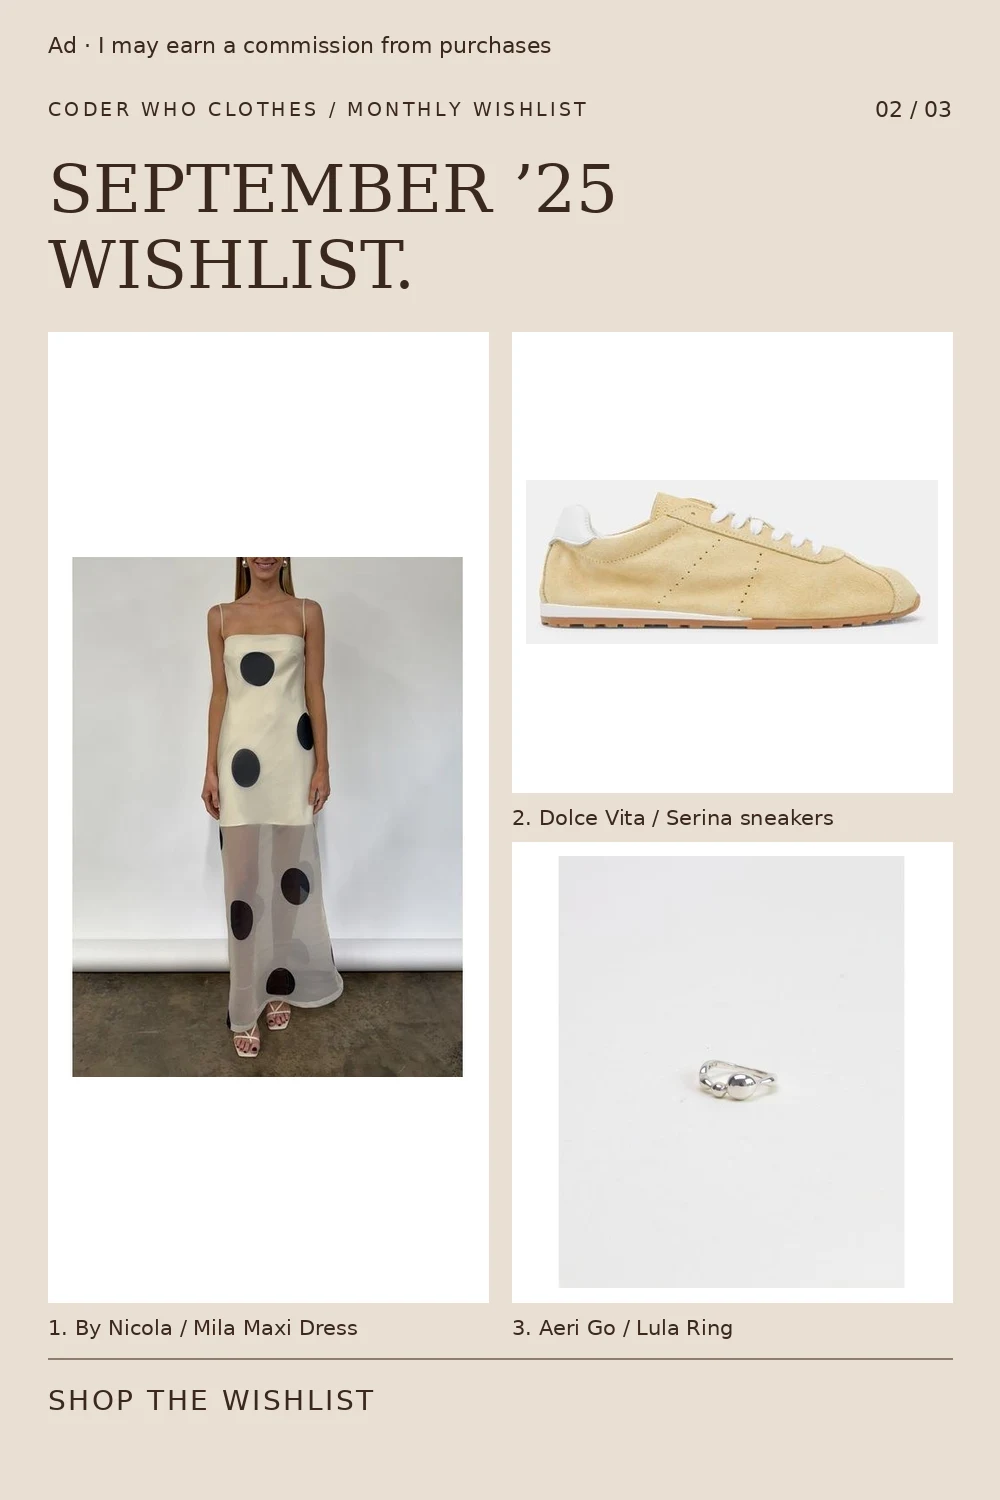 Ad · I may earn a commission from purchases
CODER WHO CLOTHES / MONTHLY WISHLIST
02 / 03
SEPTEMBER ’25
WISHLIST.
2. Dolce Vita / Serina sneakers
1. By Nicola / Mila Maxi Dress
3. Aeri Go / Lula Ring
SHOP THE WISHLIST